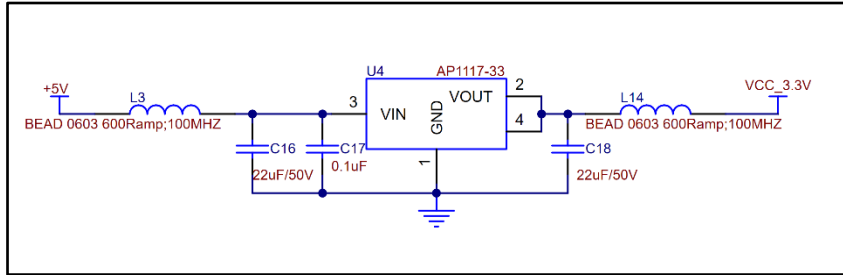 U4
AP1117-33
+5V
L3
BEAD 0603 600Ramp;100MHZ
3
VIN
GND
VOUT
2
4
1
L14
BEAD 0603 600Ramp;100MHZ
VCC_3.3V
C16
22uF/50V
C17
0.1uF
C18
22uF/50V